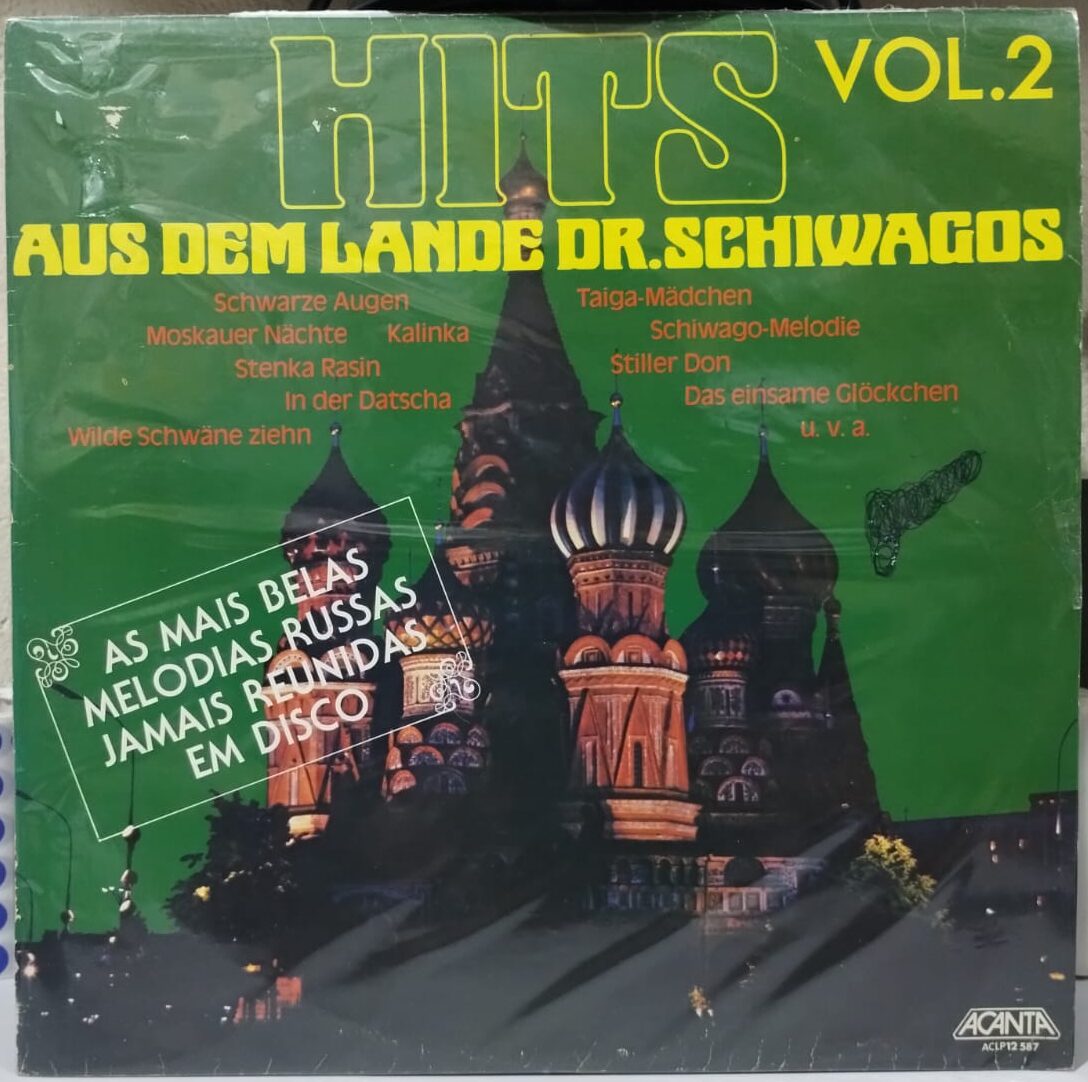 HITS VOL.2
AUS DEM LANDE DR.SCHIWAGOS
Schwarze Augen
Moskauer Nächte Kalinka
Stenka Rasin
In der Datscha
Wilde Schwäne ziehn
Taiga-Mädchen
Schiwago-Melodie
Stiller Don
Das einsame Glöckchen
u. v. a.
AS MAIS BELAS
MELODIAS RUSSAS
JAMAIS REUNIDAS
EM DISCO
ACANTA
ACLP12 587